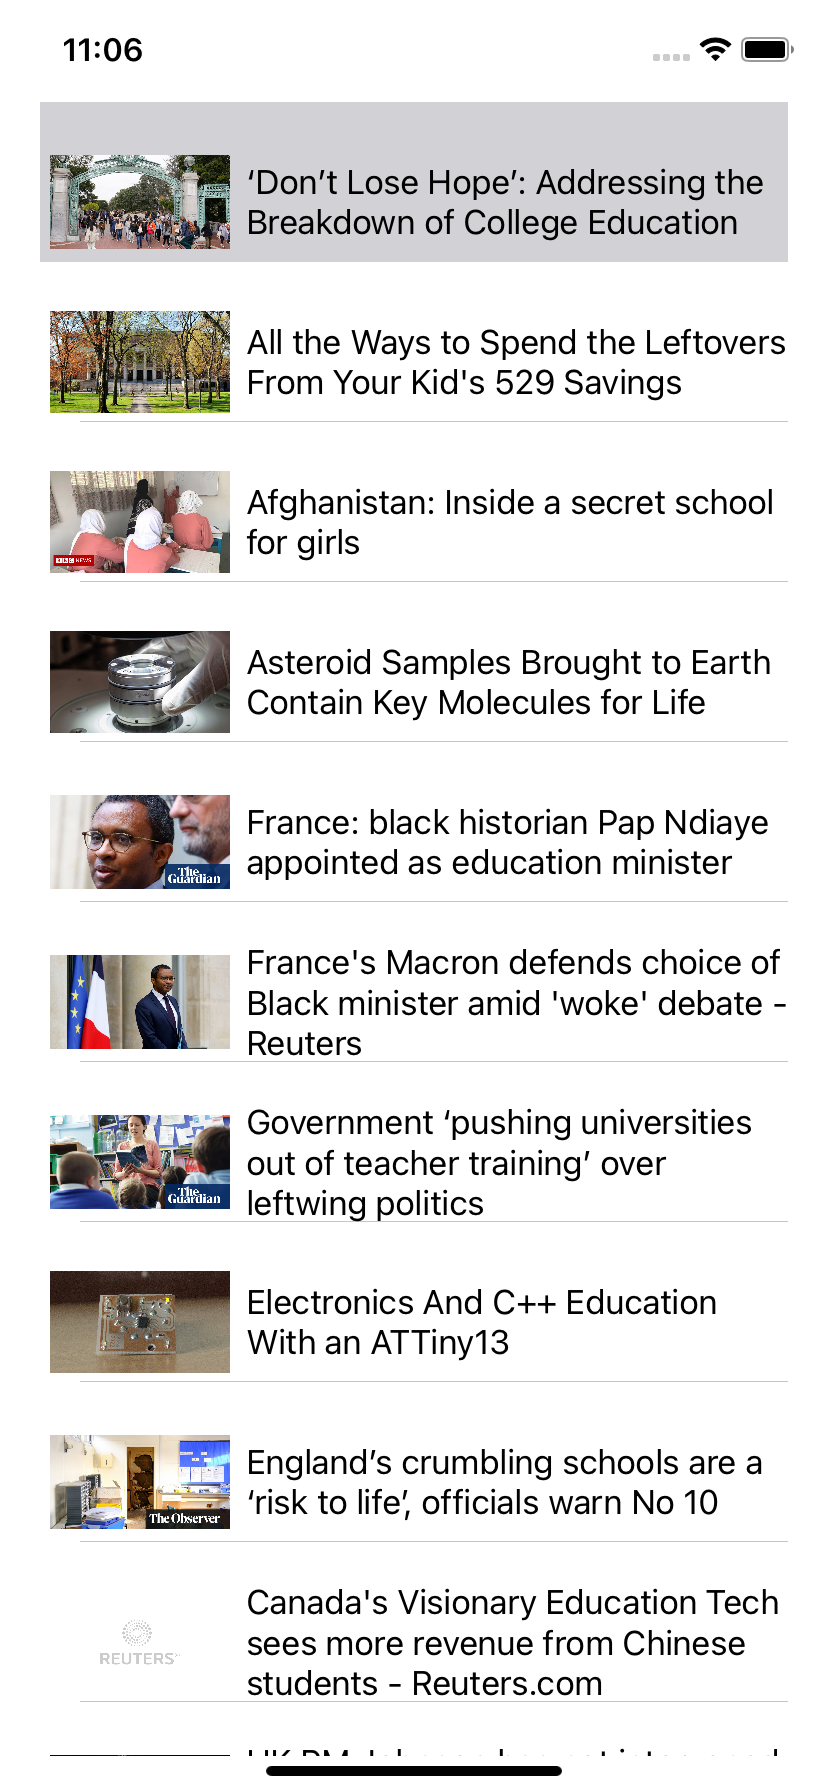 11:06
‘Don’t Lose Hope’: Addressing the
Breakdown of College Education
All the Ways to Spend the Leftovers
From Your Kid's 529 Savings
Afghanistan: Inside a secret school
for girls
BBC NEWS
Asteroid Samples Brought to Earth
Contain Key Molecules for Life
France: black historian Pap Ndiaye
appointed as education minister
The
Guardian
France's Macron defends choice of
Black minister amid 'woke' debate -
Reuters
Government ‘pushing universities
out of teacher training’ over
leftwing politics
The
Guardian
Electronics And C++ Education
With an ATTiny13
England’s crumbling schools are a
‘risk to life’, officials warn No 10
The Observer
Canada's Visionary Education Tech
sees more revenue from Chinese
students - Reuters.com
REUTERS